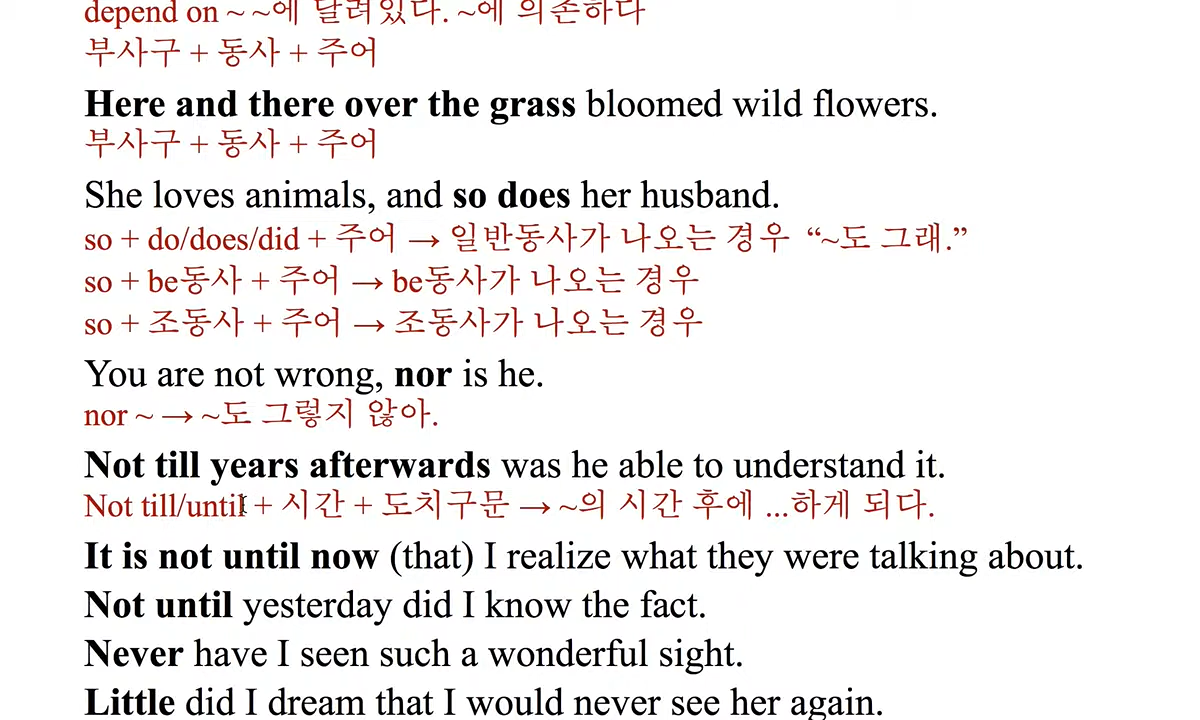 depend on ~ ~에 달려있다. ~에 의존하다
부사구 + 동사 + 주어
Here and there over the grass bloomed wild flowers.
부사구 + 동사 + 주어
She loves animals, and so does her husband.
so + do/does/did + 주어 → 일반동사가 나오는 경우 “~도 그래.”
so + be동사 + 주어 → be동사가 나오는 경우
so + 조동사 + 주어 → 조동사가 나오는 경우
You are not wrong, nor is he.
nor ~ → ~도 그렇지 않아.
Not till years afterwards was he able to understand it.
Not till/until + 시간 + 도치구문 → ~의 시간 후에 ...하게 되다.
It is not until now (that) I realize what they were talking about.
Not until yesterday did I know the fact.
Never have I seen such a wonderful sight.
Little did I dream that I would never see her again.